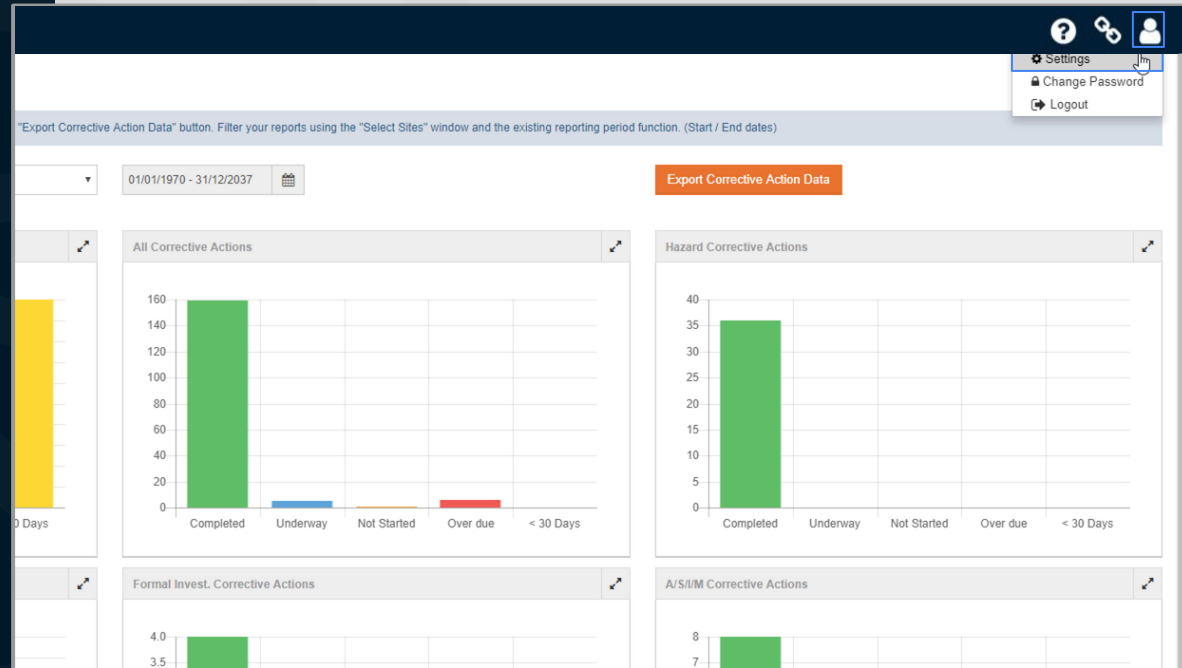 Settings
Change Password
Logout
"Export Corrective Action Data" button. Filter your reports using the "Select Sites" window and the existing reporting period function. (Start / End dates)
01/01/1970 - 31/12/2037
Export Corrective Action Data
All Corrective Actions
Hazard Corrective Actions
160
140
120
100
80
60
40
20
0
Completed Underway Not Started Over due < 30 Days
40
35
30
25
20
15
10
5
0
Completed Underway Not Started Over due < 30 Days
0 Days
Formal Invest. Corrective Actions
A/S/I/M Corrective Actions
4.0
3.5
8
7